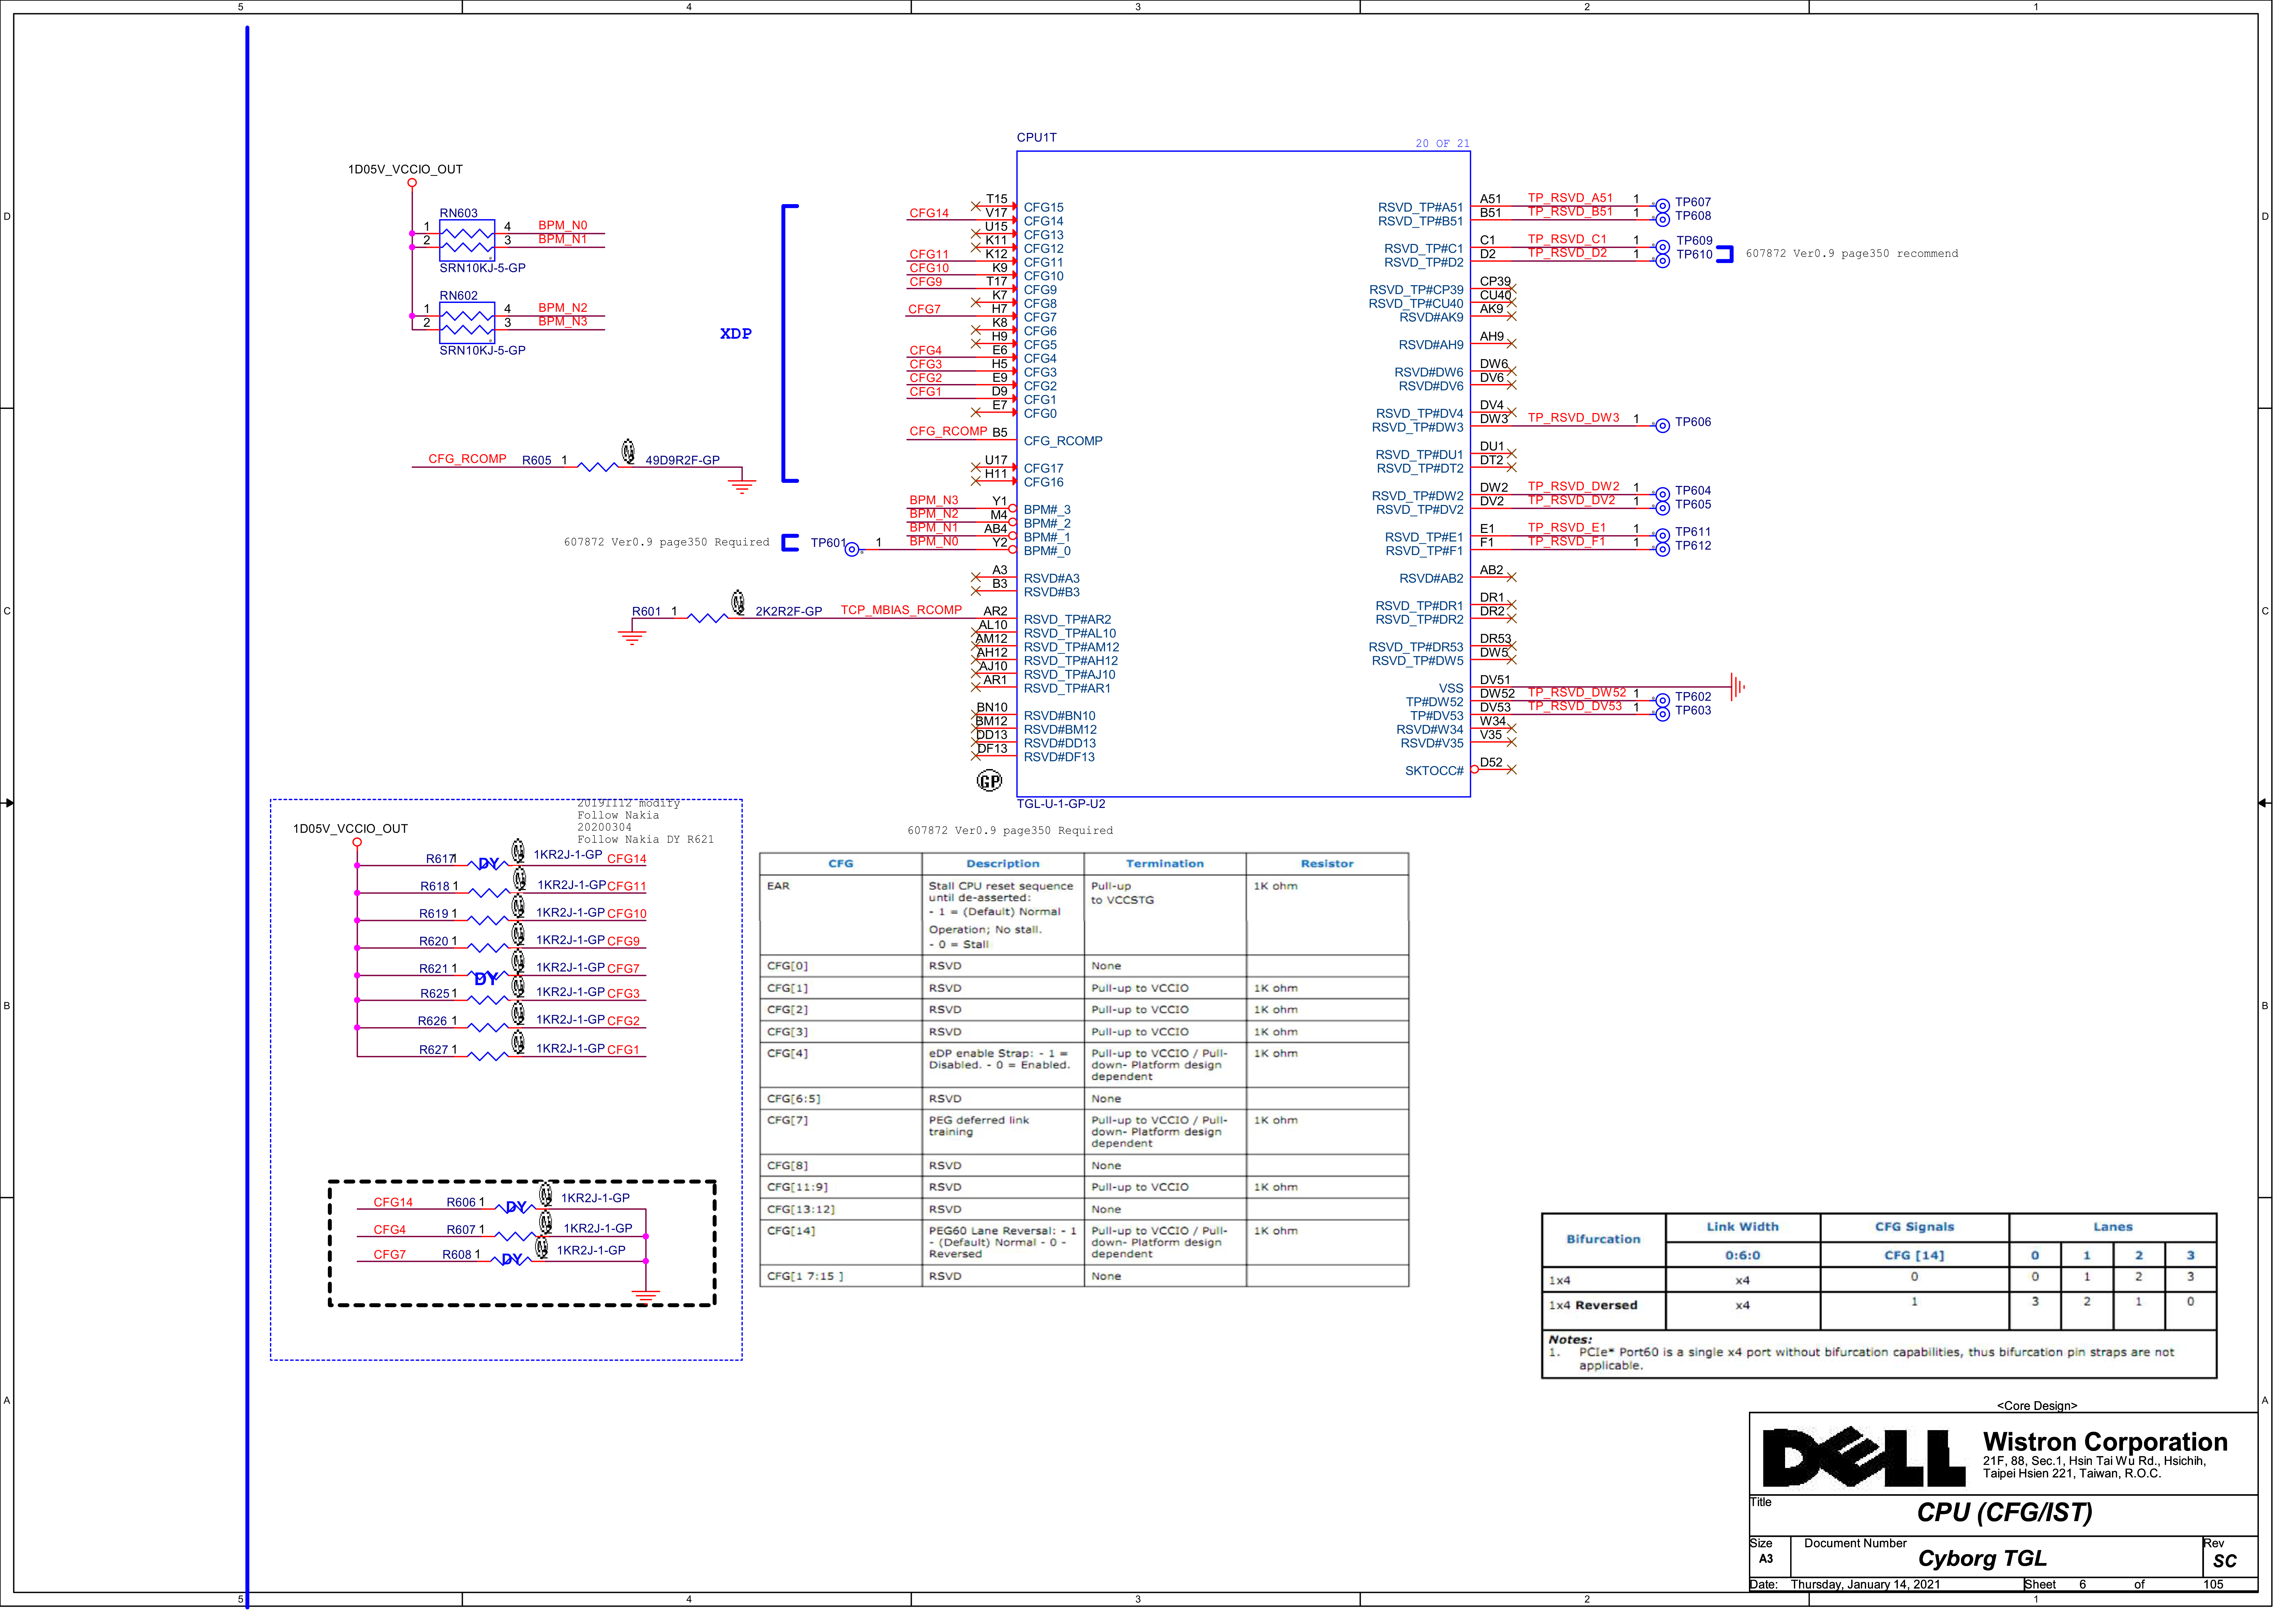 5
4
3
2
1
D
D
C
C
B
B
A
A
CPU1T
20 OF 21
1D05V_VCCIO_OUT
RN603
1
2
4
3
BPM_N0
BPM_N1
SRN10KJ-5-GP
RN602
1
2
4
3
BPM_N2
BPM_N3
SRN10KJ-5-GP
XDP
CFG_RCOMP R605 1 2 49D9R2F-GP
607872 Ver0.9 page350 Required
TP601 1
R601 1 2 2K2R2F-GP TCP_MBIAS_RCOMP
T15 CFG15
CFG14 V17 CFG14
U15 CFG13
K11 CFG12
CFG11 K12 CFG11
CFG10 K9 CFG10
CFG9 T17 CFG9
K7 CFG8
CFG7 H7 CFG7
K8 CFG6
H9 CFG5
CFG4 E6 CFG4
CFG3 H5 CFG3
CFG2 E9 CFG2
CFG1 D9 CFG1
E7 CFG0
CFG_RCOMP B5 CFG_RCOMP
U17 CFG17
H11 CFG16
BPM_N3 Y1 BPM#_3
BPM_N2 M4 BPM#_2
BPM_N1 AB4 BPM#_1
BPM_N0 Y2 BPM#_0
A3 RSVD#A3
B3 RSVD#B3
AR2 RSVD_TP#AR2
AL10 RSVD_TP#AL10
AM12 RSVD_TP#AM12
AH12 RSVD_TP#AH12
AJ10 RSVD_TP#AJ10
AR1 RSVD_TP#AR1
BN10 RSVD#BN10
BM12 RSVD#BM12
DD13 RSVD#DD13
DF13 RSVD#DF13
GP
TGL-U-1-GP-U2
RSVD_TP#A51 A51 TP_RSVD_A51 1 TP607
RSVD_TP#B51 B51 TP_RSVD_B51 1 TP608
RSVD_TP#C1 C1 TP_RSVD_C1 1 TP609
RSVD_TP#D2 D2 TP_RSVD_D2 1 TP610
607872 Ver0.9 page350 recommend
RSVD_TP#CP39 CP39
RSVD_TP#CU40 CU40
RSVD#AK9 AK9
RSVD#AH9 AH9
RSVD#DW6 DW6
RSVD#DV6 DV6
RSVD_TP#DV4 DV4
RSVD_TP#DW3 DW3 TP_RSVD_DW3 1 TP606
RSVD_TP#DU1 DU1
RSVD_TP#DT2 DT2
RSVD_TP#DW2 DW2 TP_RSVD_DW2 1 TP604
RSVD_TP#DV2 DV2 TP_RSVD_DV2 1 TP605
RSVD_TP#E1 E1 TP_RSVD_E1 1 TP611
RSVD_TP#F1 F1 TP_RSVD_F1 1 TP612
RSVD#AB2 AB2
RSVD_TP#DR1 DR1
RSVD_TP#DR2 DR2
RSVD_TP#DR53 DR53
RSVD_TP#DW5 DW5
VSS DV51
TP#DW52 DW52 TP_RSVD_DW52 1 TP602
TP#DV53 DV53 TP_RSVD_DV53 1 TP603
RSVD#W34 W34
RSVD#V35 V35
SKTOCC# D52
20191112 modify
Follow Nakia
20200304
Follow Nakia DY R621
1D05V_VCCIO_OUT
R617 1 DY 2 1KR2J-1-GP CFG14
R618 1 2 1KR2J-1-GP CFG11
R619 1 2 1KR2J-1-GP CFG10
R620 1 2 1KR2J-1-GP CFG9
R621 1 DY 2 1KR2J-1-GP CFG7
R625 1 2 1KR2J-1-GP CFG3
R626 1 2 1KR2J-1-GP CFG2
R627 1 2 1KR2J-1-GP CFG1
CFG14 R606 1 DY 2 1KR2J-1-GP
CFG4 R607 1 2 1KR2J-1-GP
CFG7 R608 1 DY 2 1KR2J-1-GP
607872 Ver0.9 page350 Required
CFG Description Termination Resistor
EAR Stall CPU reset sequence Pull-up 1K ohm
until de-asserted: to VCCSTG
- 1 = (Default) Normal
Operation; No stall.
- 0 = Stall
CFG[0] RSVD None
CFG[1] RSVD Pull-up to VCCIO 1K ohm
CFG[2] RSVD Pull-up to VCCIO 1K ohm
CFG[3] RSVD Pull-up to VCCIO 1K ohm
CFG[4] eDP enable Strap: - 1 = Pull-up to VCCIO / Pull- 1K ohm
Disabled. - 0 = Enabled. down- Platform design
dependent
CFG[6:5] RSVD None
CFG[7] PEG deferred link Pull-up to VCCIO / Pull- 1K ohm
training down- Platform design
dependent
CFG[8] RSVD None
CFG[11:9] RSVD Pull-up to VCCIO 1K ohm
CFG[13:12] RSVD None
CFG[14] PEG60 Lane Reversal: - 1 Pull-up to VCCIO / Pull- 1K ohm
- (Default) Normal - 0 - down- Platform design
Reversed dependent
CFG[1 7:15 ] RSVD None
Bifurcation Link Width CFG Signals Lanes
0:6:0 CFG [14] 0 1 2 3
1x4 x4 0 0 1 2 3
1x4 Reversed x4 1 3 2 1 0
Notes:
1. PCIe* Port60 is a single x4 port without bifurcation capabilities, thus bifurcation pin straps are not
applicable.
<Core Design>
DELL
Wistron Corporation
21F, 88, Sec.1, Hsin Tai Wu Rd., Hsichih,
Taipei Hsien 221, Taiwan, R.O.C.
Title
CPU (CFG/IST)
Size
A3
Document Number
Cyborg TGL
Rev
SC
Date: Thursday, January 14, 2021 Sheet 6 of 105
5
4
3
2
1